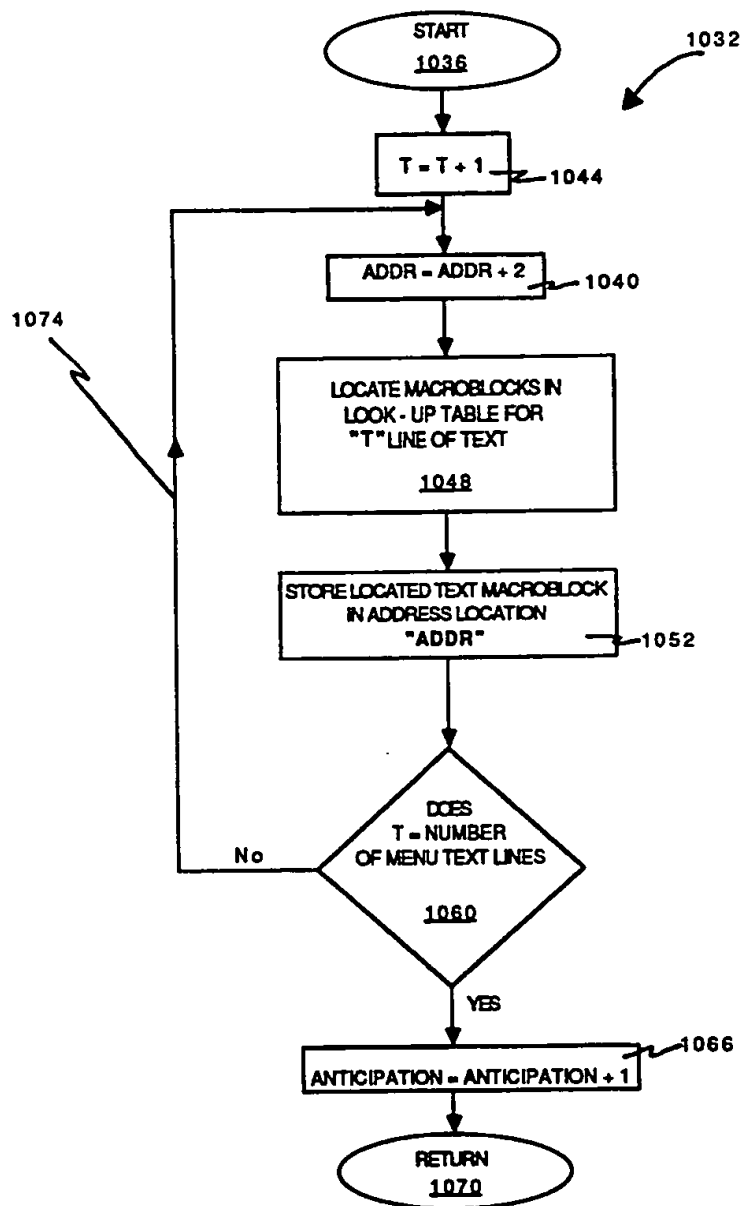 START
1036
1032
T = T + 1
1044
ADDR = ADDR + 2
1040
1074
LOCATE MACROBLOCKS IN
LOOK - UP TABLE FOR
"T" LINE OF TEXT
1048
STORE LOCATED TEXT MACROBLOCK
IN ADDRESS LOCATION
"ADDR"
1052
DOES
T = NUMBER
OF MENU TEXT LINES
1060
No
YES
1066
ANTICIPATION = ANTICIPATION + 1
RETURN
1070